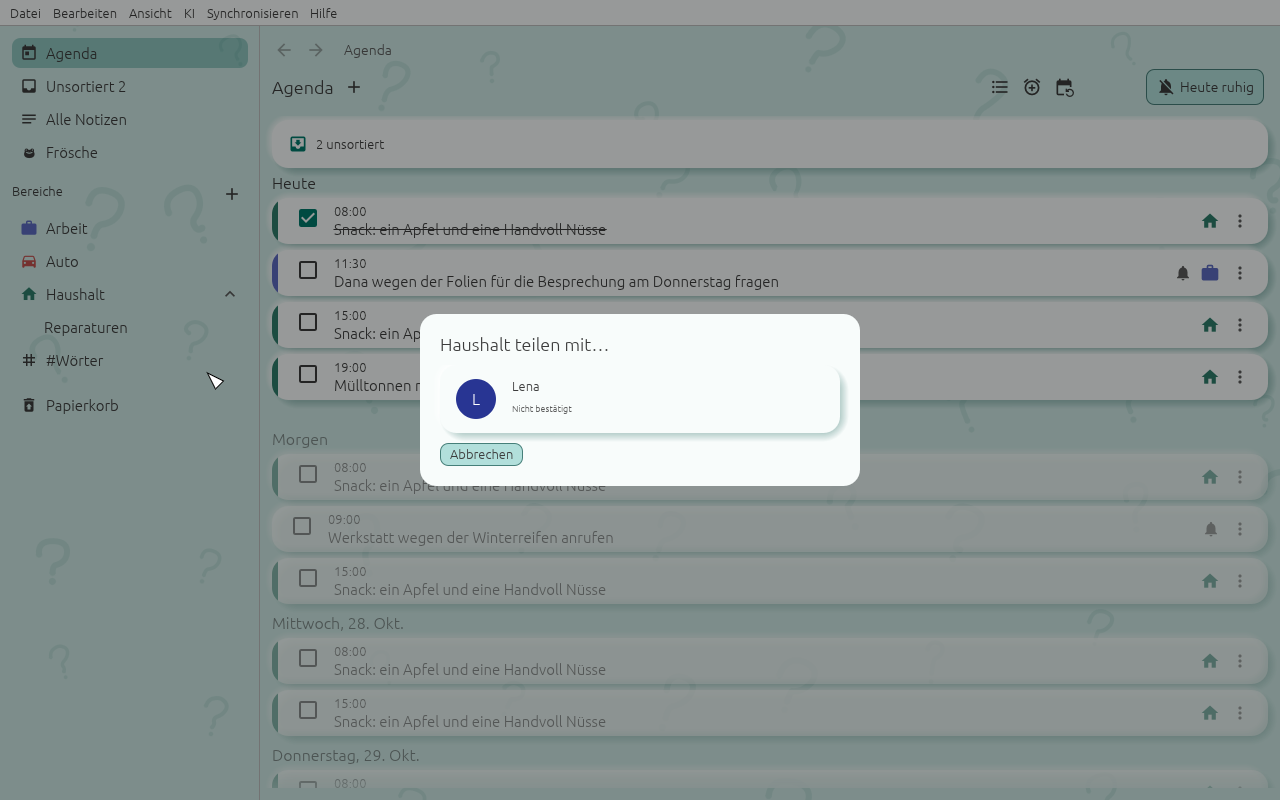 Datei Bearbeiten Ansicht KI Synchronisieren Hilfe
Agenda
Unsortiert 2
Alle Notizen
Frösche
Bereiche
Arbeit
Auto
Haushalt
Reparaturen
#Wörter
Papierkorb
Agenda
Agenda
Heute ruhig
2 unsortiert
Heute
08:00
Snack: ein Apfel und eine Handvoll Nüsse
11:30
Dana wegen der Folien für die Besprechung am Donnerstag fragen
15:00
Snack: ein
19:00
Mülltonnen
Haushalt teilen mit...
L
Lena
Nicht bestätigt
Abbrechen
Morgen
08:00
Snack: ein Apfel und eine Handvoll Nüsse
09:00
Werkstatt wegen der Winterreifen anrufen
15:00
Snack: ein Apfel und eine Handvoll Nüsse
Mittwoch, 28. Okt.
08:00
Snack: ein Apfel und eine Handvoll Nüsse
15:00
Snack: ein Apfel und eine Handvoll Nüsse
Donnerstag, 29. Okt.
08:00